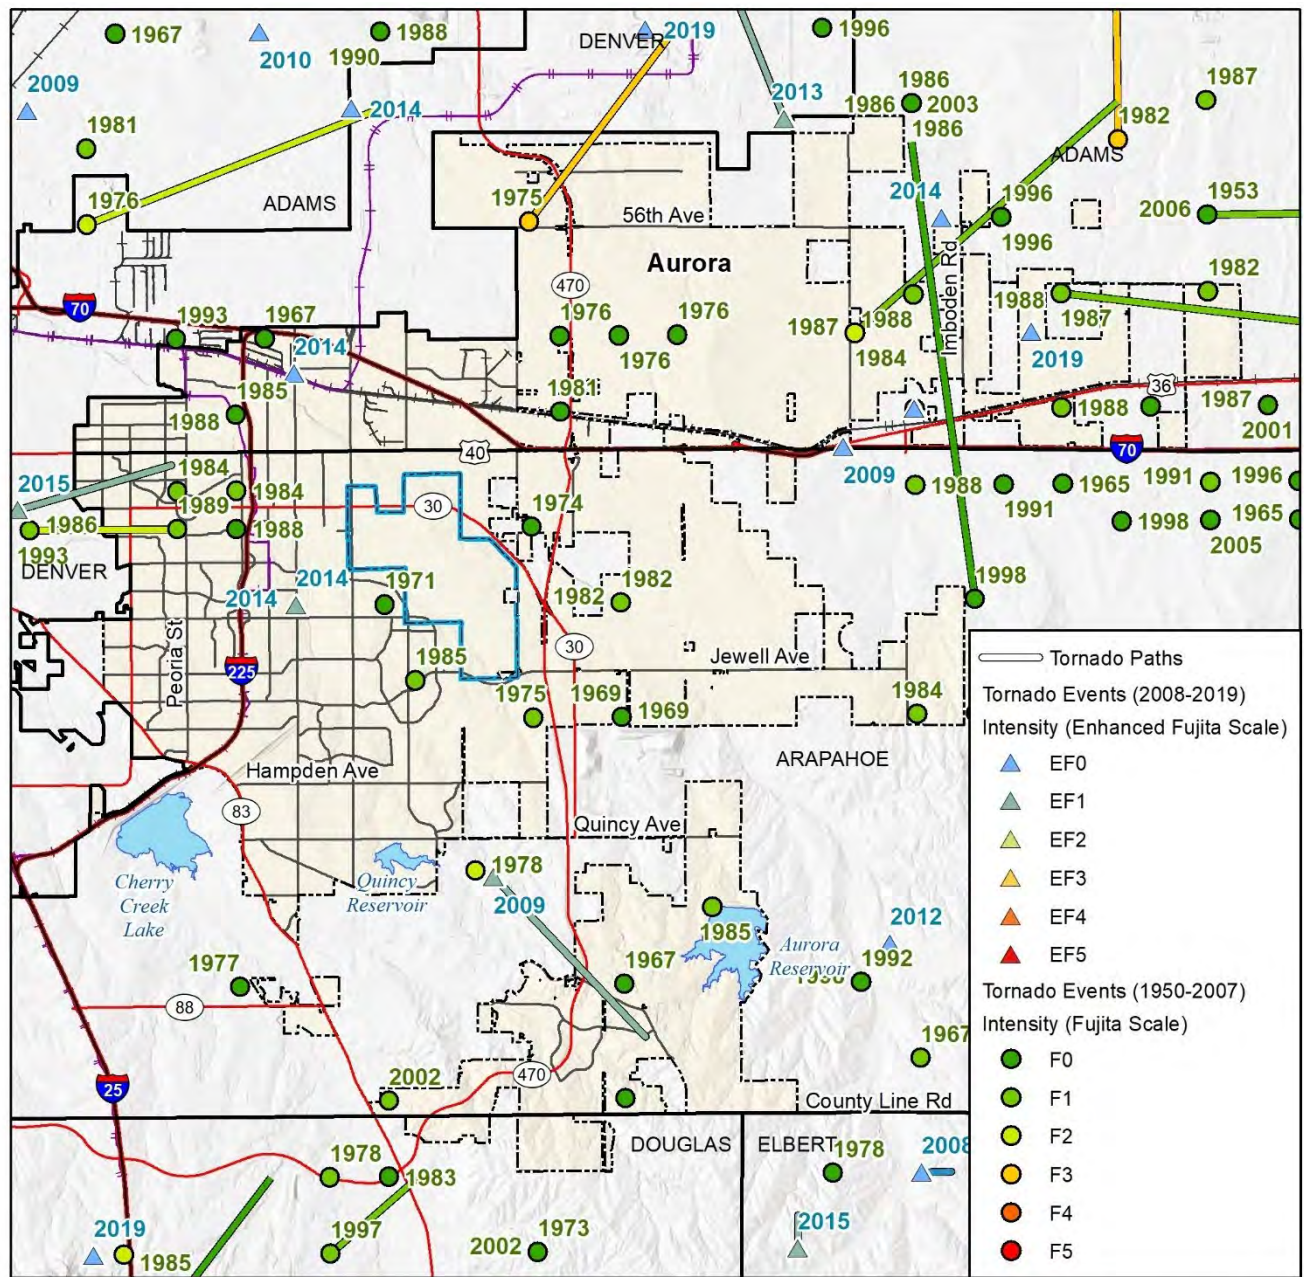 1967
1988
1996
2019
DENVER
2010
1990
2009
2014
2013
1986
1986
2003
1986
1982
1987
1981
ADAMS
1976
ADAMS
1975
56th Ave
2014
1996
1996
1953
2006
Aurora
Imboden Rd
70
470
1982
1988
1987
1993
1967
2014
1976
1976
1976
1987
1988
1984
2019
36
1985
1988
1981
1988
1987
2001
40
70
2009
2015
1984
1984
1989
1988
1986
1993
30
1974
1988
1991
1965
1991
1996
1998
1965
2005
DENVER
2014
2014
1971
1982
1982
1998
Peoria St
225
1985
30
Jewell Ave
1975
1969
1969
1984
Hampden Ave
ARAPAHOE
83
Quincy Ave
Cherry
Creek
Lake
Quincy
Reservoir
1978
2009
1985
Aurora
Reservoir
2012
1992
1977
88
1967
1967
25
2002
470
County Line Rd
DOUGLAS
ELBERT
1978
2008
1978
1983
1997
2002
1973
2015
2019
1985
Tornado Paths
Tornado Events (2008-2019)
Intensity (Enhanced Fujita Scale)
EF0
EF1
EF2
EF3
EF4
EF5
Tornado Events (1950-2007)
Intensity (Fujita Scale)
F0
F1
F2
F3
F4
F5